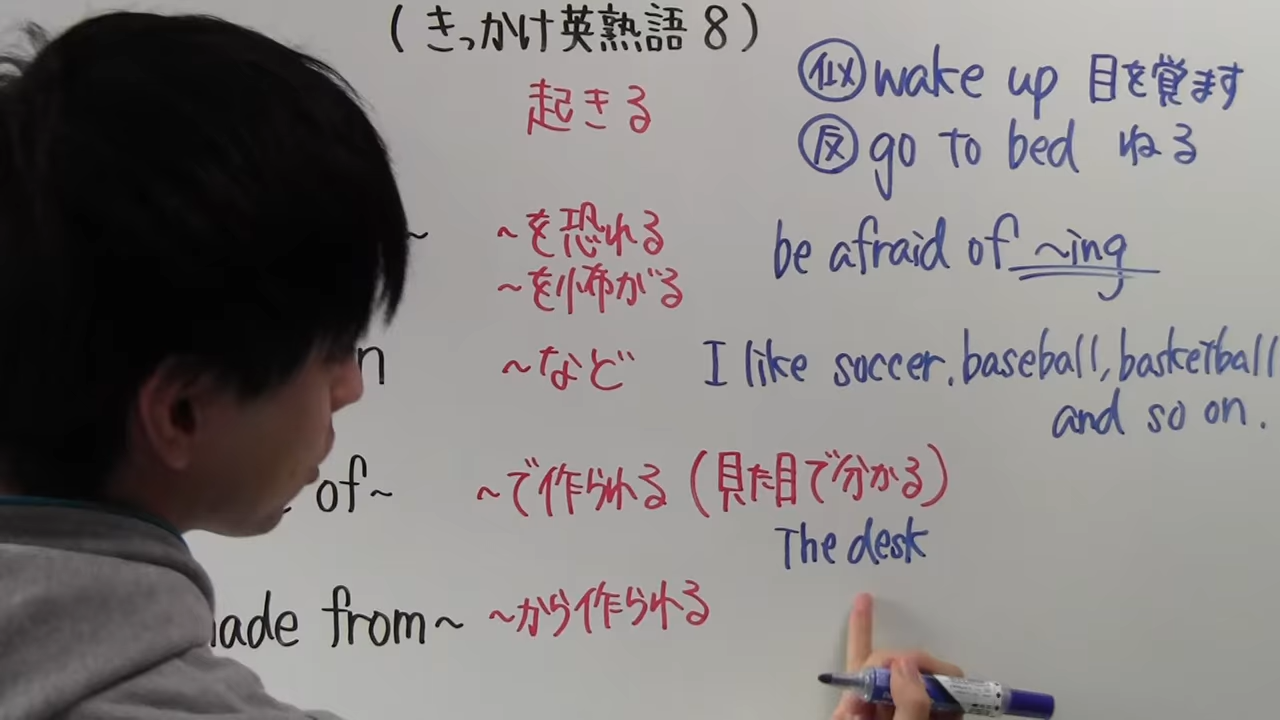 (きっかけ英熟語8)
起きる
似 wake up 目を覚ます
反 go to bed ねる
~ ~を恐れる
~を怖がる
be afraid of ~ing
n ~など
I like soccer, baseball, basketball
and so on.
of~ ~で作られる(見た目で分かる)
The desk
made from~ ~から作られる